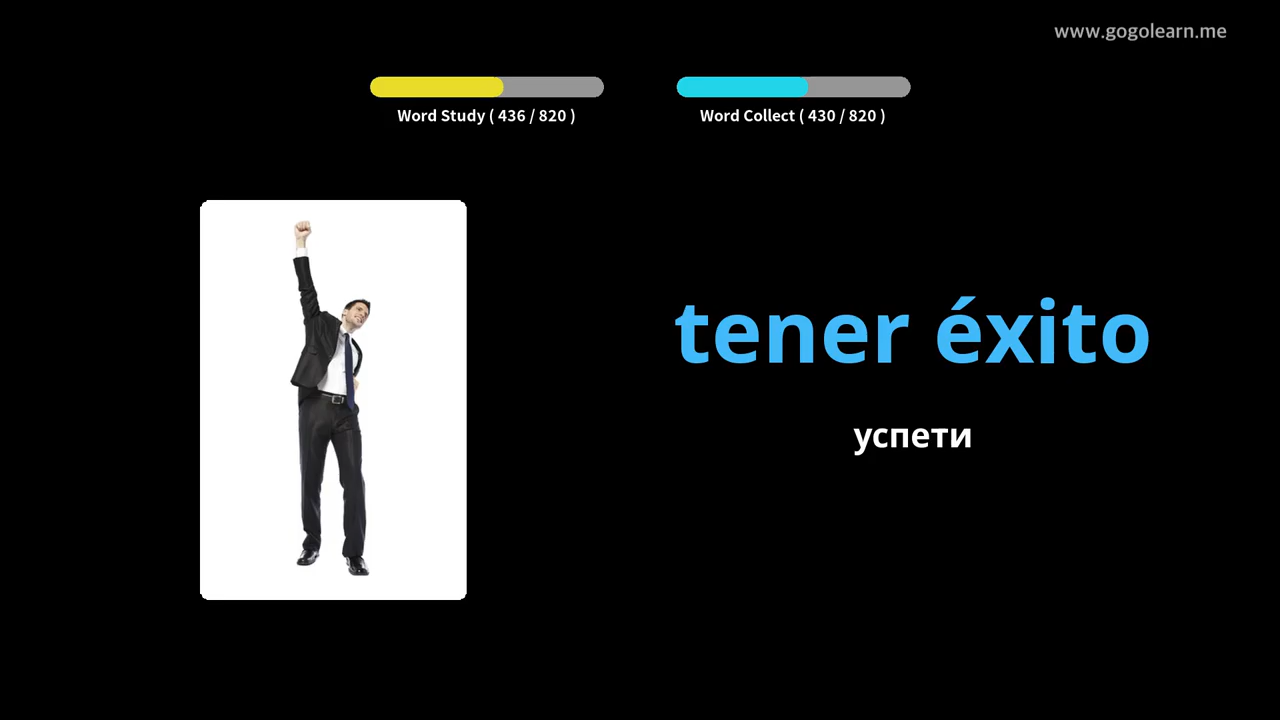 www.gogolearn.me
Word Study ( 436 / 820 )
Word Collect ( 430 / 820 )
tener éxito
успети